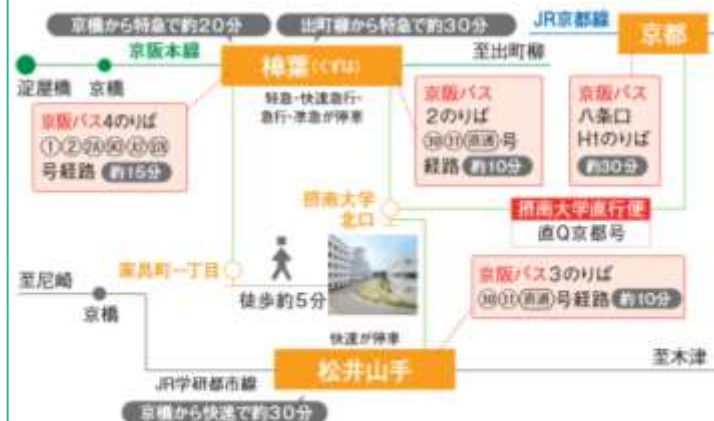 京橋から特急で約20分
出町柳から特急で約30分
JR京都線
京都
京阪本線
樟葉(くずは)
至出町柳
淀屋橋
京橋
特急・快速急行・
急行・準急が停車
京阪バス4のりば
①②
号経路 約15分
京阪バス
2のりば
直通 号
経路 約10分
京阪バス
八条口
H1のりば
約30分
摂南大学
北口
摂南大学直行便
直Q京都号
家具町一丁目
徒歩約5分
京阪バス3のりば
直通 号経路 約10分
至尼崎
京橋
快速が停車
松井山手
至木津
JR学研都市線
京橋から快速で約30分